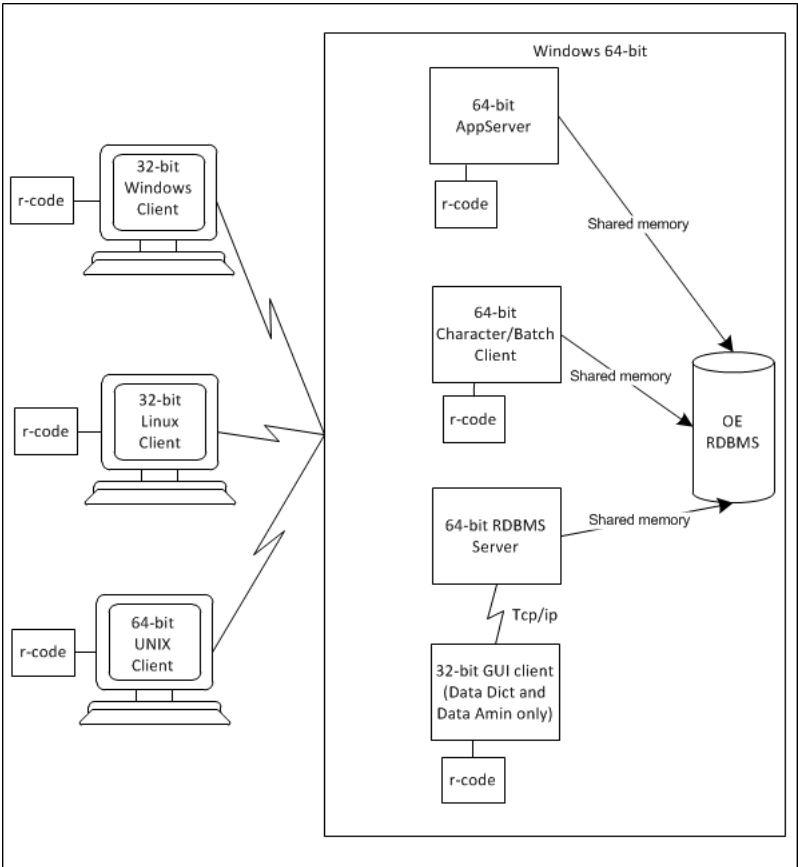 Windows 64-bit
64-bit
AppServer
r-code
Shared memory
32-bit
Windows
Client
r-code
64-bit
Character/Batch
Client
r-code
Shared memory
OE
RDBMS
32-bit
Linux
Client
r-code
64-bit RDBMS
Server
Shared memory
Tcp/ip
64-bit
UNIX
Client
r-code
32-bit GUI client
(Data Dict and
Data Amin only)
r-code